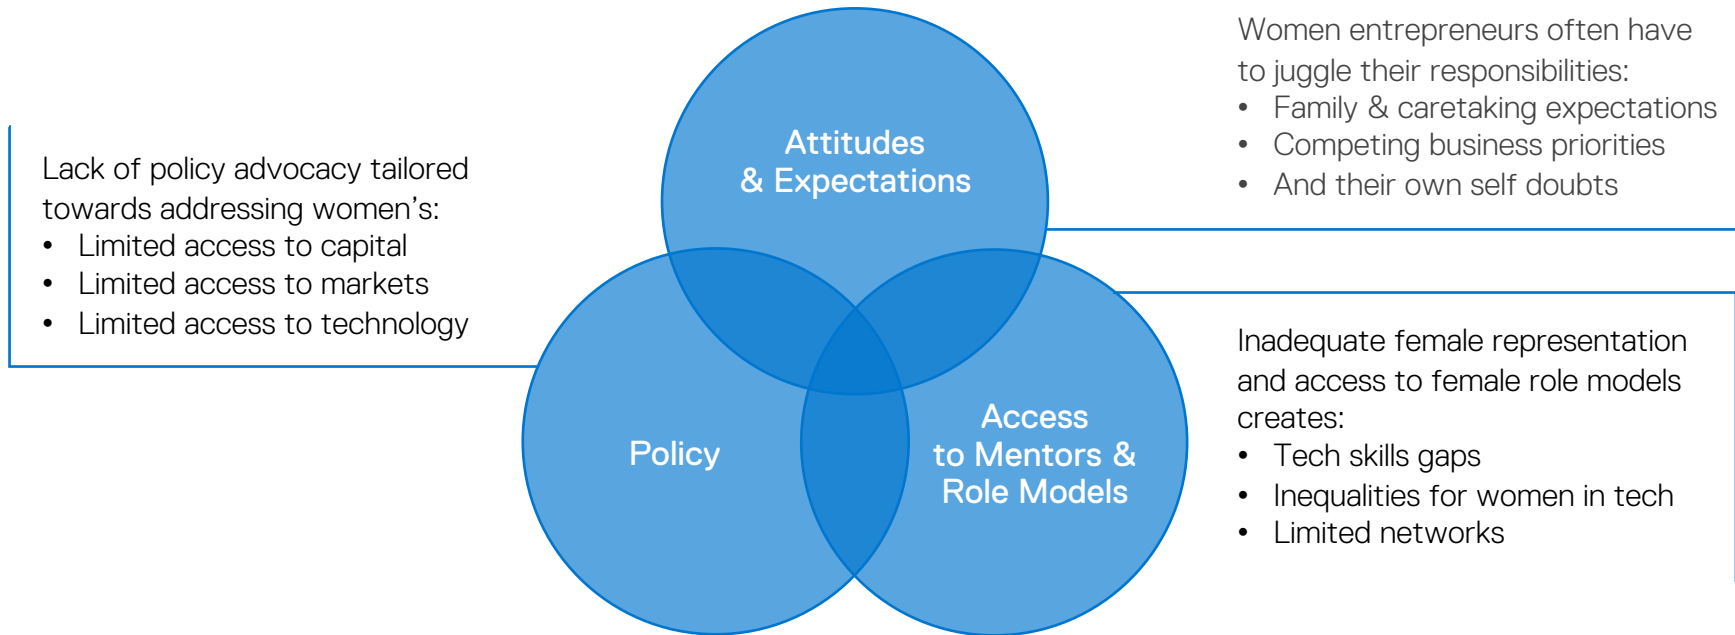 Women entrepreneurs often have
to juggle their responsibilities:
• Family & caretaking expectations
• Competing business priorities
• And their own self doubts
Attitudes
& Expectations
Lack of policy advocacy tailored
towards addressing women’s:
• Limited access to capital
• Limited access to markets
• Limited access to technology
Policy
Access
to Mentors &
Role Models
Inadequate female representation
and access to female role models
creates:
• Tech skills gaps
• Inequalities for women in tech
• Limited networks